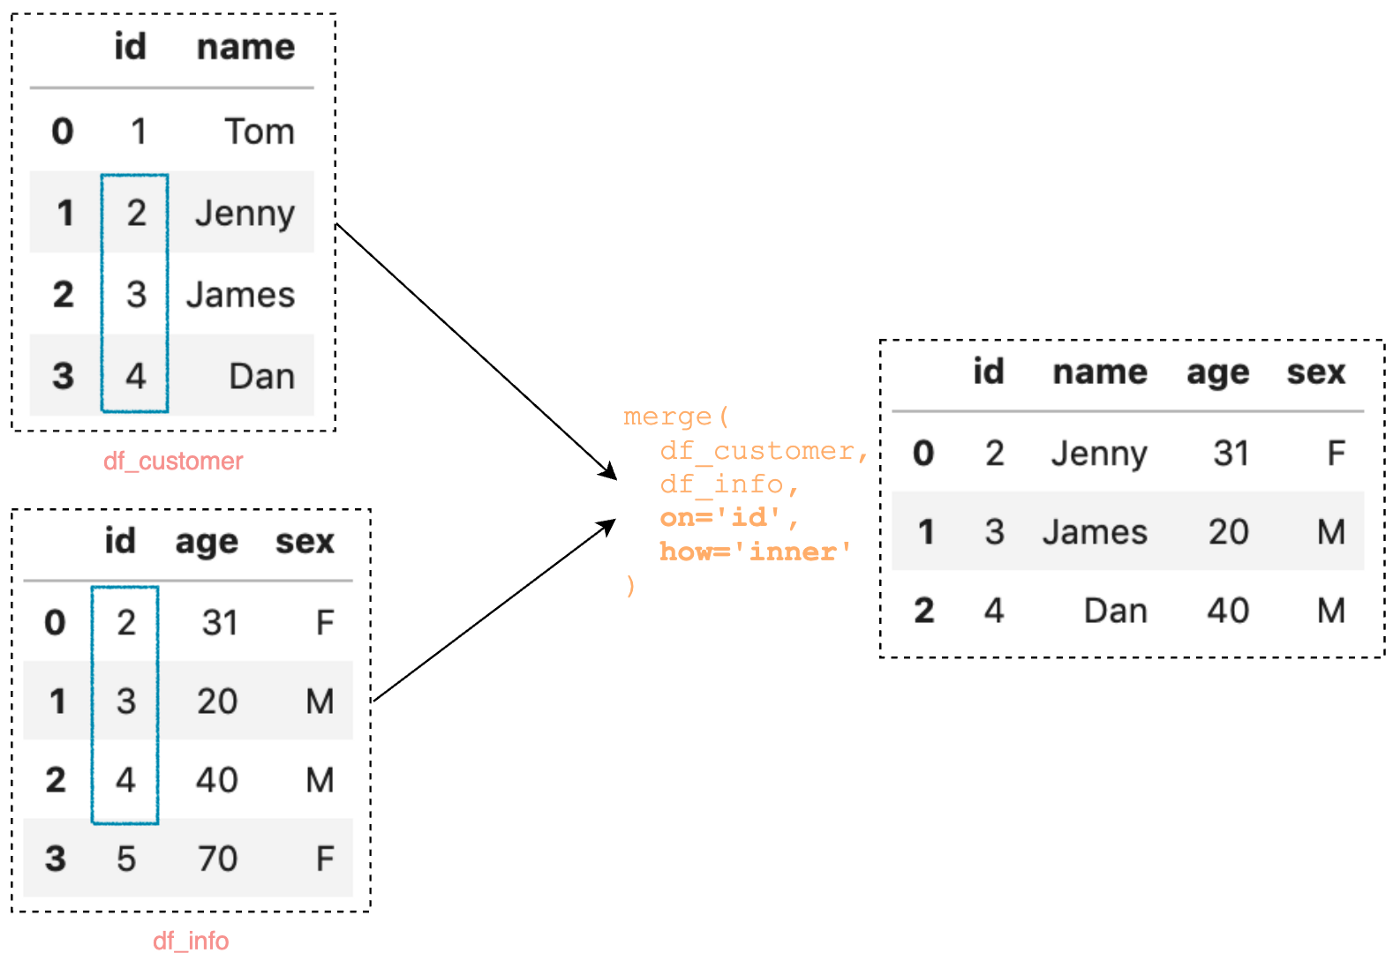 id name
0 1 Tom
1 2 Jenny
2 3 James
3 4 Dan
df_customer
id age sex
0 2 31 F
1 3 20 M
2 4 40 M
3 5 70 F
df_info
merge(
df_customer,
df_info,
on='id',
how='inner'
)
id name age sex
0 2 Jenny 31 F
1 3 James 20 M
2 4 Dan 40 M